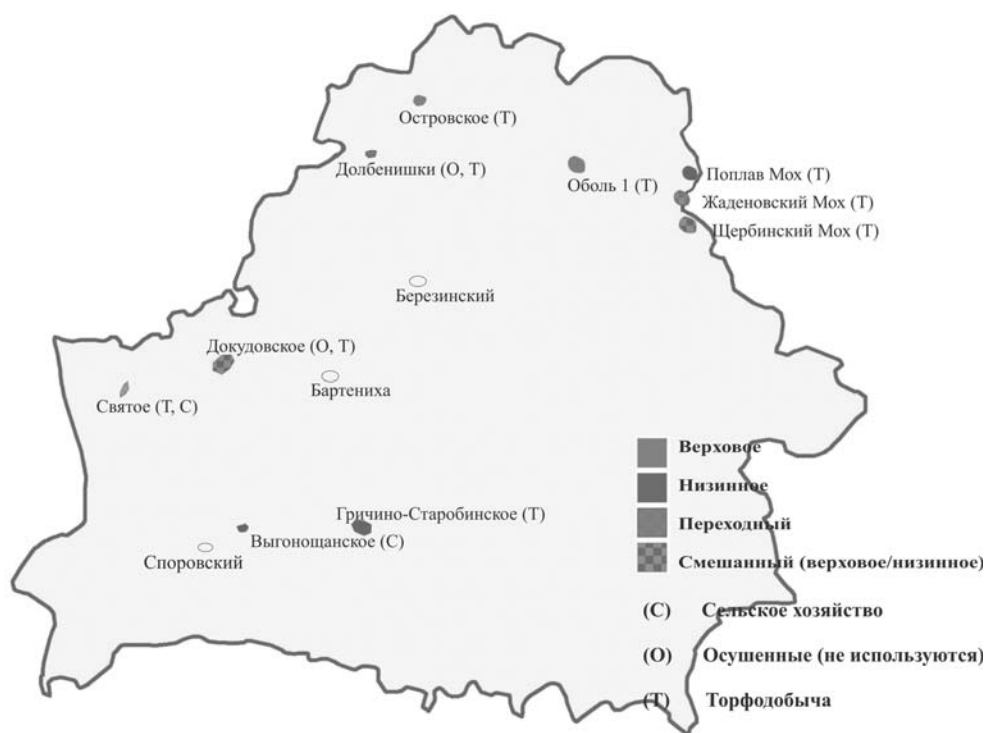 Островское (Т)
Долбенишки (О, Т)
Оболь 1 (Т)
Поплав Мох (Т)
Жаденовский Мох (Т)
Щербинский Мох (Т)
Березинский
Докудовское (О, Т)
Бартениха
Святое (Т, С)
Гричино-Старобинское (Т)
Выгонощанское (С)
Споровский
Верховое
Низинное
Переходный
Смешанный (верховое/низинное)
(С) Сельское хозяйство
(О) Осушенные (не используются)
(Т) Торфодобыча